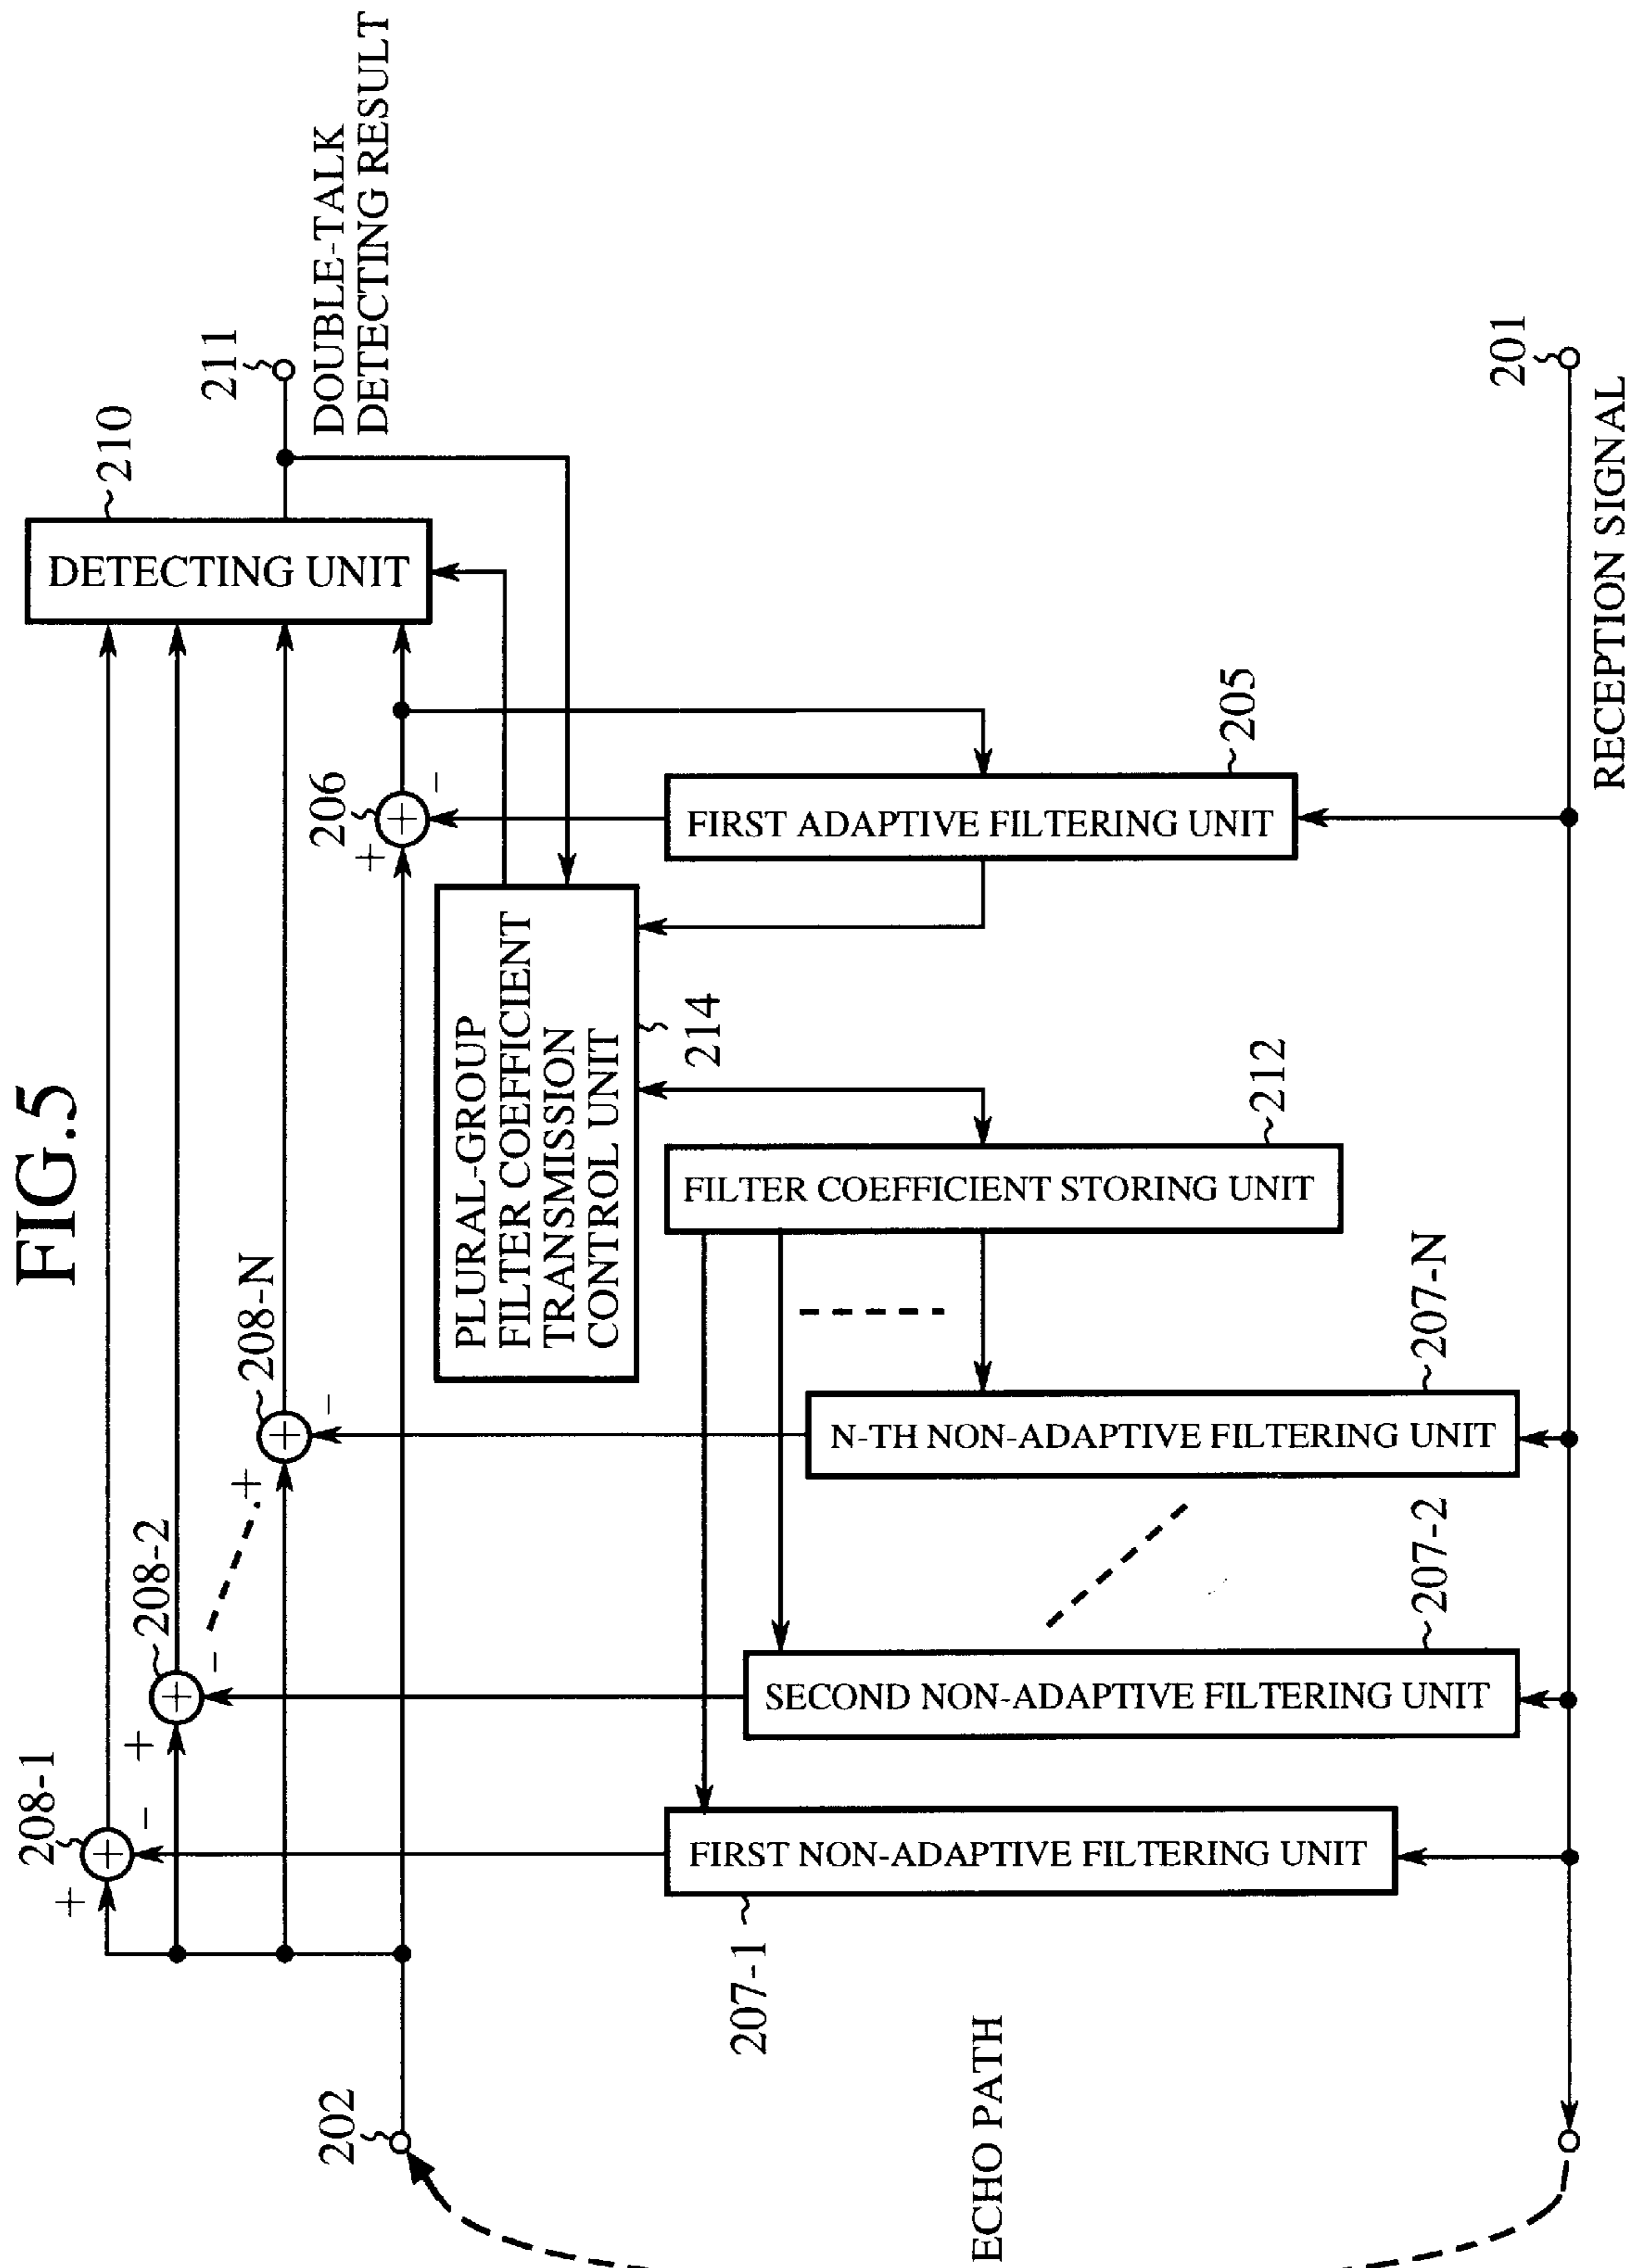 FIG.5
208-1
+
-
208-2
+
-
208-N
+
-
206
+
-
DETECTING UNIT
210
211
DOUBLE-TALK
DETECTING RESULT
202
PLURAL-GROUP
FILTER COEFFICIENT
TRANSMISSION
CONTROL UNIT
214
FIRST ADAPTIVE FILTERING UNIT
205
FILTER COEFFICIENT STORING UNIT
212
N-TH NON-ADAPTIVE FILTERING UNIT
207-N
SECOND NON-ADAPTIVE FILTERING UNIT
207-2
FIRST NON-ADAPTIVE FILTERING UNIT
207-1
ECHO PATH
201
RECEPTION SIGNAL